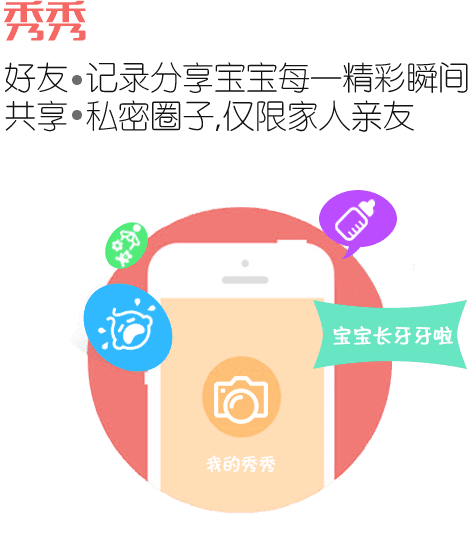 秀秀
好友•记录分享宝宝每一精彩瞬间
共享•私密圈子,仅限家人亲友
宝宝长牙牙啦
我的秀秀